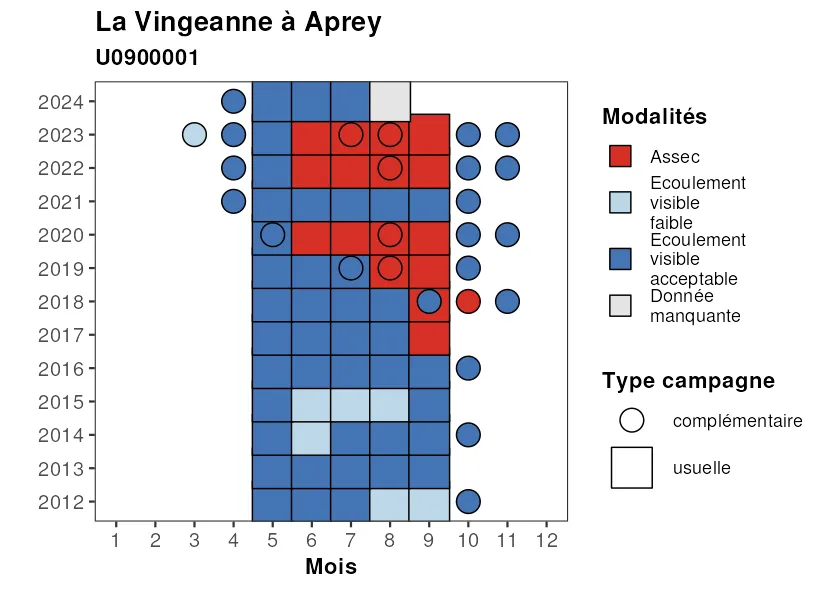 La Vingeanne à Aprey
U0900001
2024
2023
2022
2021
2020
2019
2018
2017
2016
2015
2014
2013
2012
1 2 3 4 5 6 7 8 9 10 11 12
Mois
Modalités
Assec
Ecoulement
visible
faible
Ecoulement
visible
acceptable
Donnée
manquante
Type campagne
complémentaire
usuelle